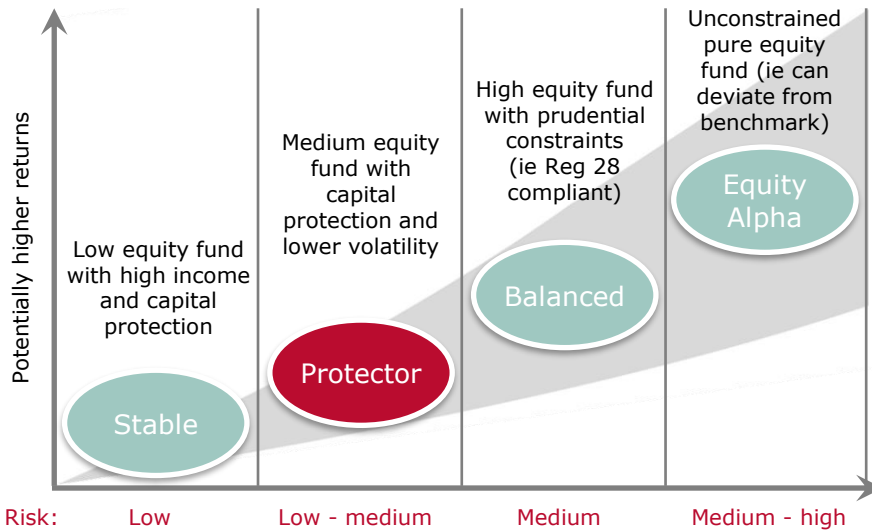 Potentially higher returns
Low equity fund
with high income
and capital
protection
Stable
Medium equity
fund with
capital
protection and
lower volatility
Protector
High equity fund
with prudential
constraints
(ie Reg 28
compliant)
Balanced
Unconstrained
pure equity
fund (ie can
deviate from
benchmark)
Equity
Alpha
Risk: Low Low - medium Medium Medium - high